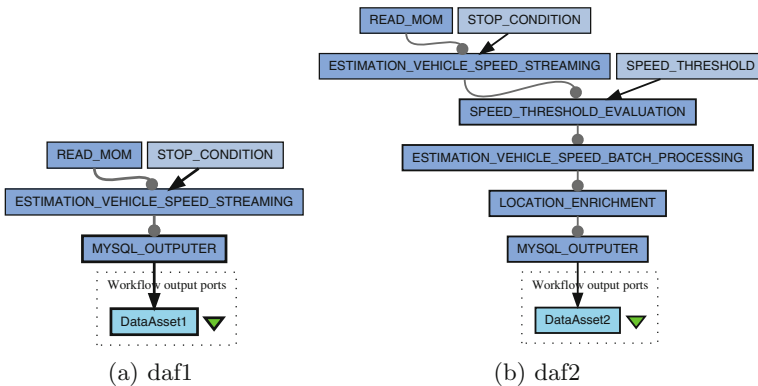 READ_MOM STOP_CONDITION
ESTIMATION_VEHICLE_SPEED_STREAMING
MYSQL_OUTPUTER
Workflow output ports
DataAsset1
(a) daf1
READ_MOM STOP_CONDITION
ESTIMATION_VEHICLE_SPEED_STREAMING SPEED_THRESHOLD
SPEED_THRESHOLD_EVALUATION
ESTIMATION_VEHICLE_SPEED_BATCH_PROCESSING
LOCATION_ENRICHMENT
MYSQL_OUTPUTER
Workflow output ports
DataAsset2
(b) daf2